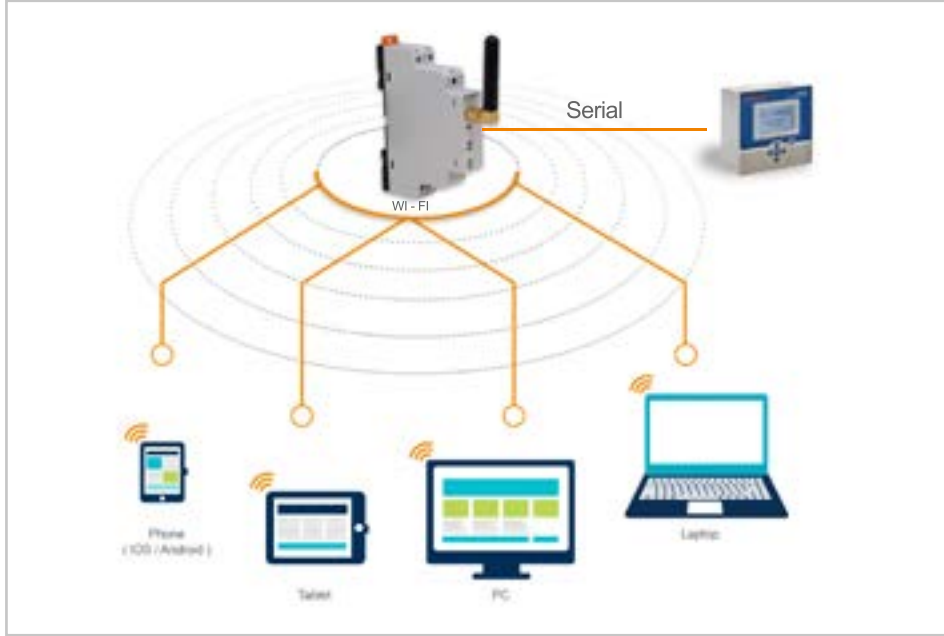 Serial
WI - FI
Phone
( IOS / Android )
Tablet
PC
Laptop